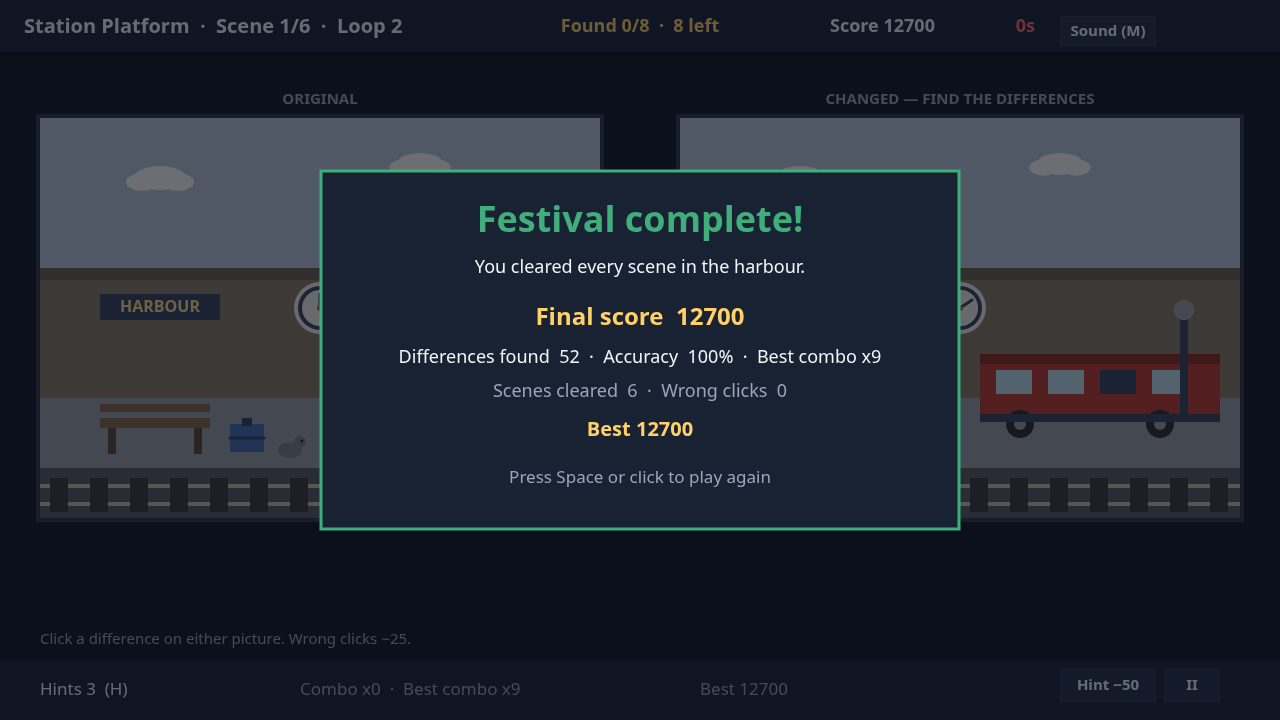 Station Platform · Scene 1/6 · Loop 2
Found 0/8 · 8 left
Score 12700
0s
Sound (M)
ORIGINAL
CHANGED — FIND THE DIFFERENCES
HARBOUR
Festival complete!
You cleared every scene in the harbour.
Final score 12700
Differences found 52 · Accuracy 100% · Best combo x9
Scenes cleared 6 · Wrong clicks 0
Best 12700
Press Space or click to play again
Click a difference on either picture. Wrong clicks −25.
Hints 3 (H)
Combo x0 · Best combo x9
Best 12700
Hint −50
II